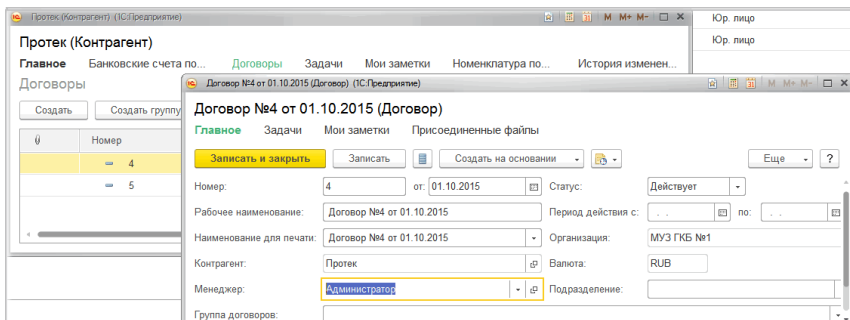 Протек (Контрагент) (1С:Предприятие) M M+ M-
Юр. лицо
Юр. лицо
Протек (Контрагент)
Главное Банковские счета по... Договоры Задачи Мои заметки Номенклатура по... История изменен...
Договоры
Создать Создать группу
Номер
4
5
Договор №4 от 01.10.2015 (Договор) (1С:Предприятие) M M+ M-
Договор №4 от 01.10.2015 (Договор)
Главное Задачи Мои заметки Присоединенные файлы
Записать и закрыть Записать Создать на основании Еще ?
Номер: 4 от: 01.10.2015 Статус: Действует
Рабочее наименование: Договор №4 от 01.10.2015 Период действия с: . . по: . .
Наименование для печати: Договор №4 от 01.10.2015 Организация: МУЗ ГКБ №1
Контрагент: Протек Валюта: RUB
Менеджер: Администратор Подразделение:
Группа договоров: